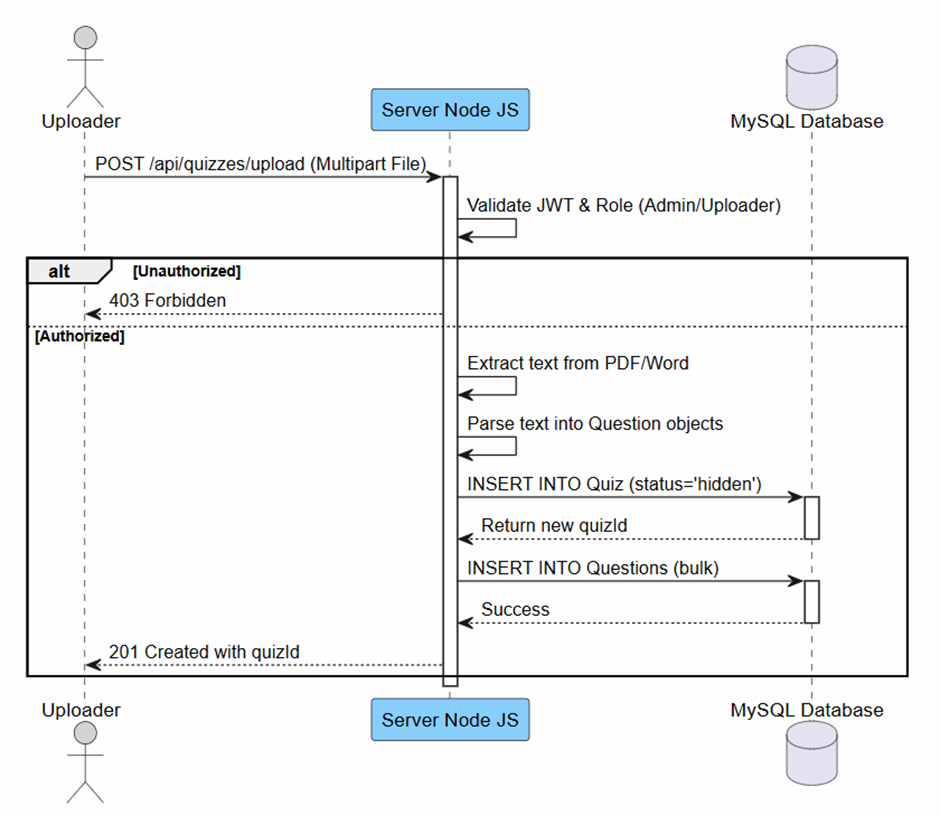 Uploader
Server Node JS
MySQL Database
POST /api/quizzes/upload (Multipart File)
Validate JWT & Role (Admin/Uploader)
alt
[Unauthorized]
403 Forbidden
[Authorized]
Extract text from PDF/Word
Parse text into Question objects
INSERT INTO Quiz (status='hidden')
Return new quizId
INSERT INTO Questions (bulk)
Success
201 Created with quizId
Uploader
Server Node JS
MySQL Database